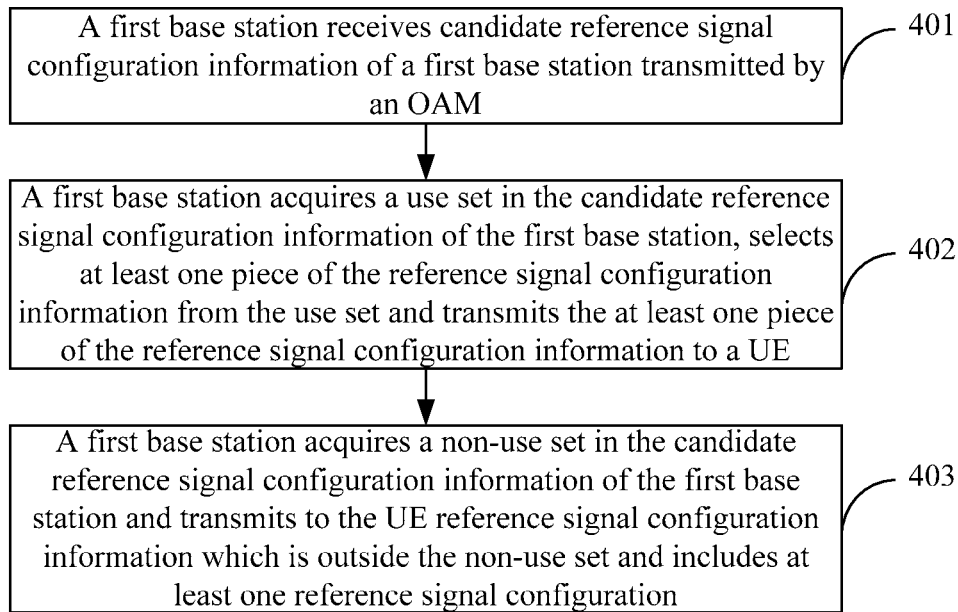 A first base station receives candidate reference signal
configuration information of a first base station transmitted by
an OAM
401
A first base station acquires a use set in the candidate reference
signal configuration information of the first base station, selects
at least one piece of the reference signal configuration
information from the use set and transmits the at least one piece
of the reference signal configuration information to a UE
402
A first base station acquires a non-use set in the candidate
reference signal configuration information of the first base
station and transmits to the UE reference signal configuration
information which is outside the non-use set and includes at
least one reference signal configuration
403